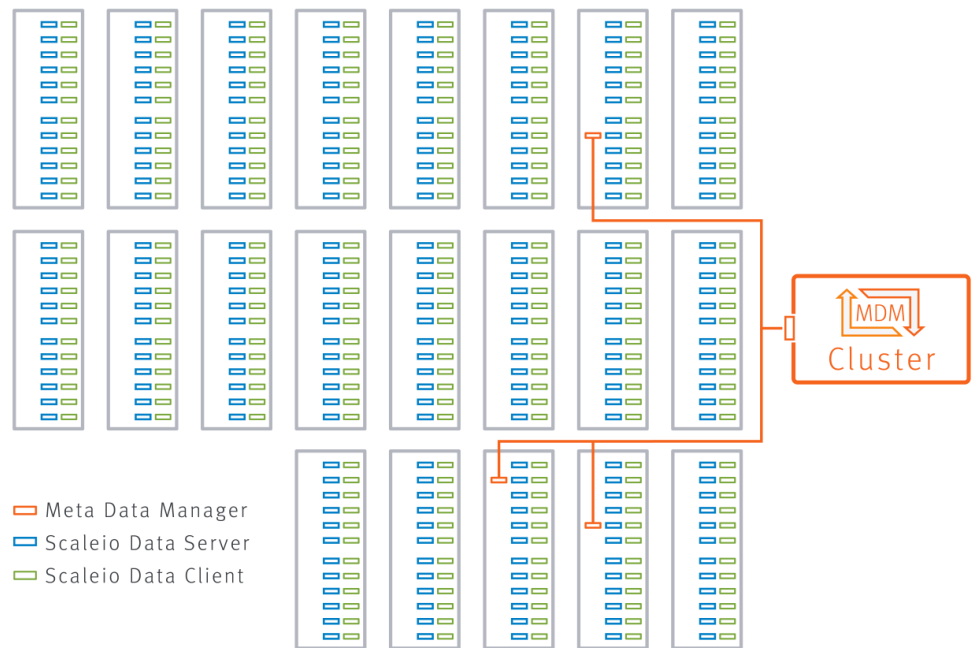 MDM
Cluster
Meta Data Manager
Scaleio Data Server
Scaleio Data Client